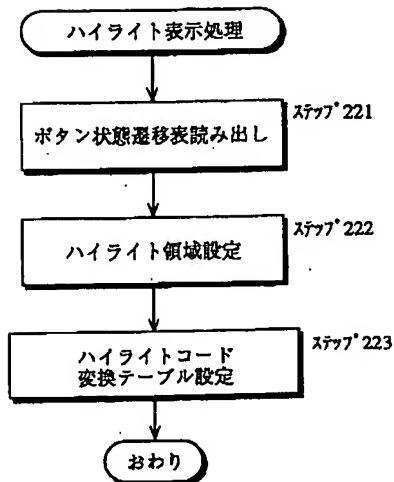 ハイライト表示処理
ステップ221
ボタン状態遷移表読み出し
ステップ222
ハイライト領域設定
ステップ223
ハイライトコード
変換テーブル設定
おわり